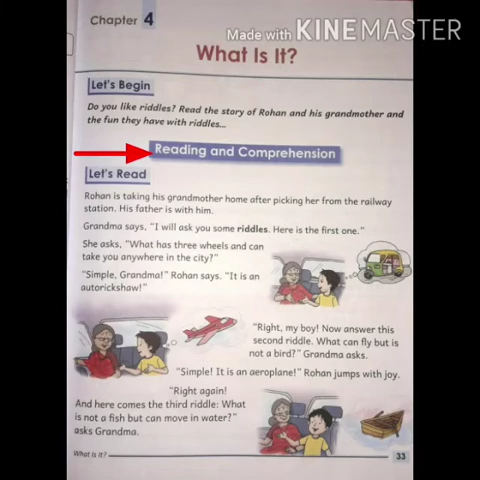 Chapter 4
Made with KINEMASTER
What Is It?
Let's Begin
Do you like riddles? Read the story of Rohan and his grandmother and
the fun they have with riddles...
Reading and Comprehension
Let's Read
Rohan is taking his grandmother home after picking her from the railway
station. His father is with him.
Grandma says, "I will ask you some riddles. Here is the first one."
She asks, "What has three wheels and can
take you anywhere in the city?"
"Simple, Grandma!" Rohan says. "It is an
autorickshaw!"
"Right, my boy! Now answer this
second riddle. What can fly but is
not a bird?" Grandma asks.
"Simple! It is an aeroplane!" Rohan jumps with joy.
"Right again!
And here comes the third riddle: What
is not a fish but can move in water?"
asks Grandma.
What Is It?
33